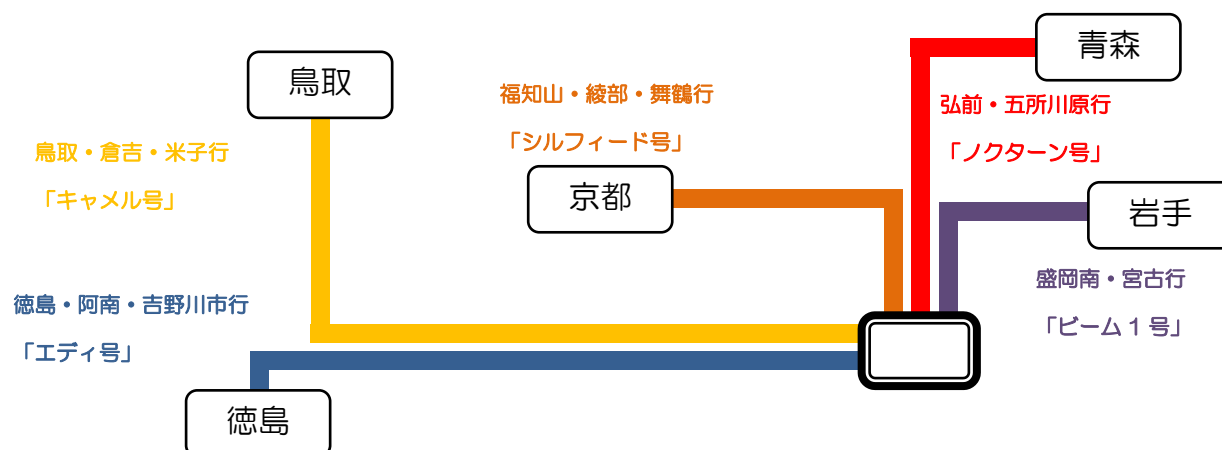 青森
鳥取
福知山・綾部・舞鶴行
「シルフィード号」
弘前・五所川原行
「ノクターン号」
鳥取・倉吉・米子行
「キャメル号」
京都
岩手
盛岡南・宮古行
「ビーム1号」
徳島・阿南・吉野川市行
「エディ号」
徳島